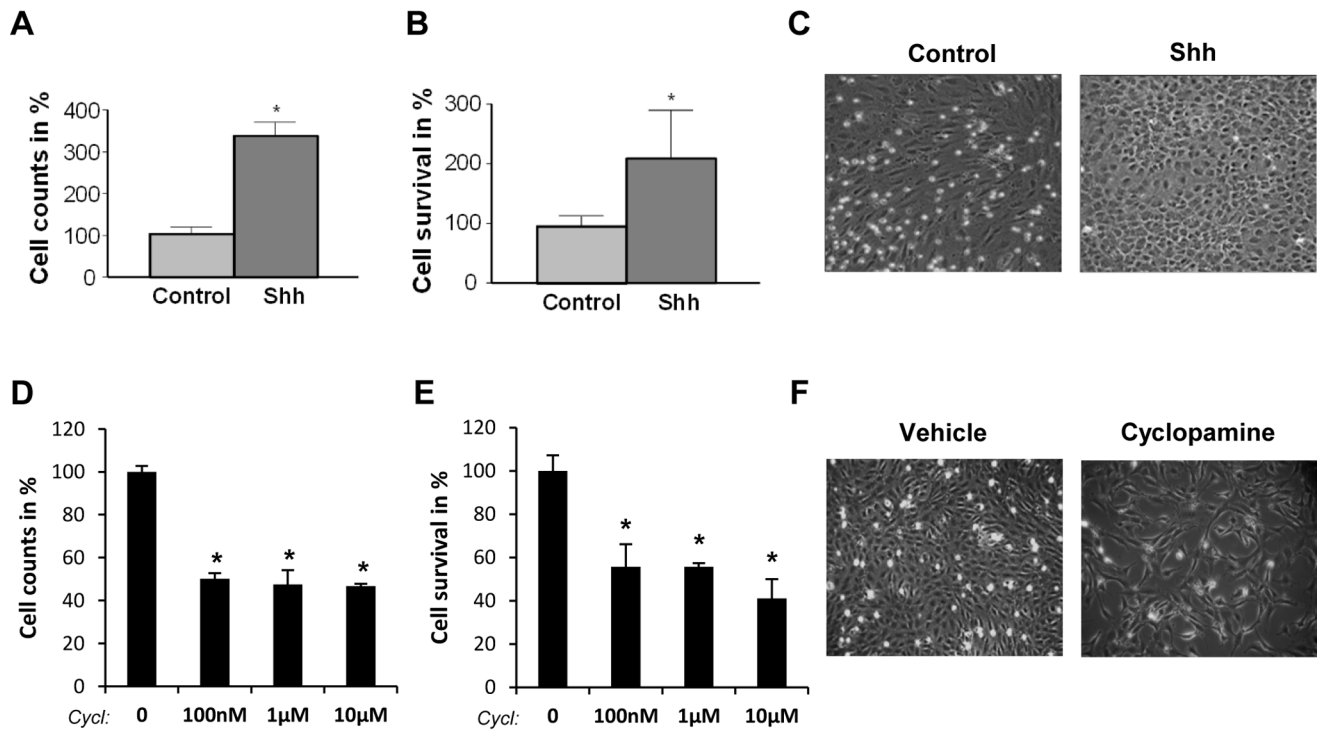 A
Cell counts in %
400
300
200
100
0
*
Control Shh
B
Cell survival in %
300
200
100
0
*
Control Shh
C
Control Shh
D
Cell counts in %
120
100
80
60
40
20
0
* * *
Cycl: 0 100nM 1µM 10µM
E
Cell survival in %
120
100
80
60
40
20
0
* * *
Cycl: 0 100nM 1µM 10µM
F
Vehicle Cyclopamine